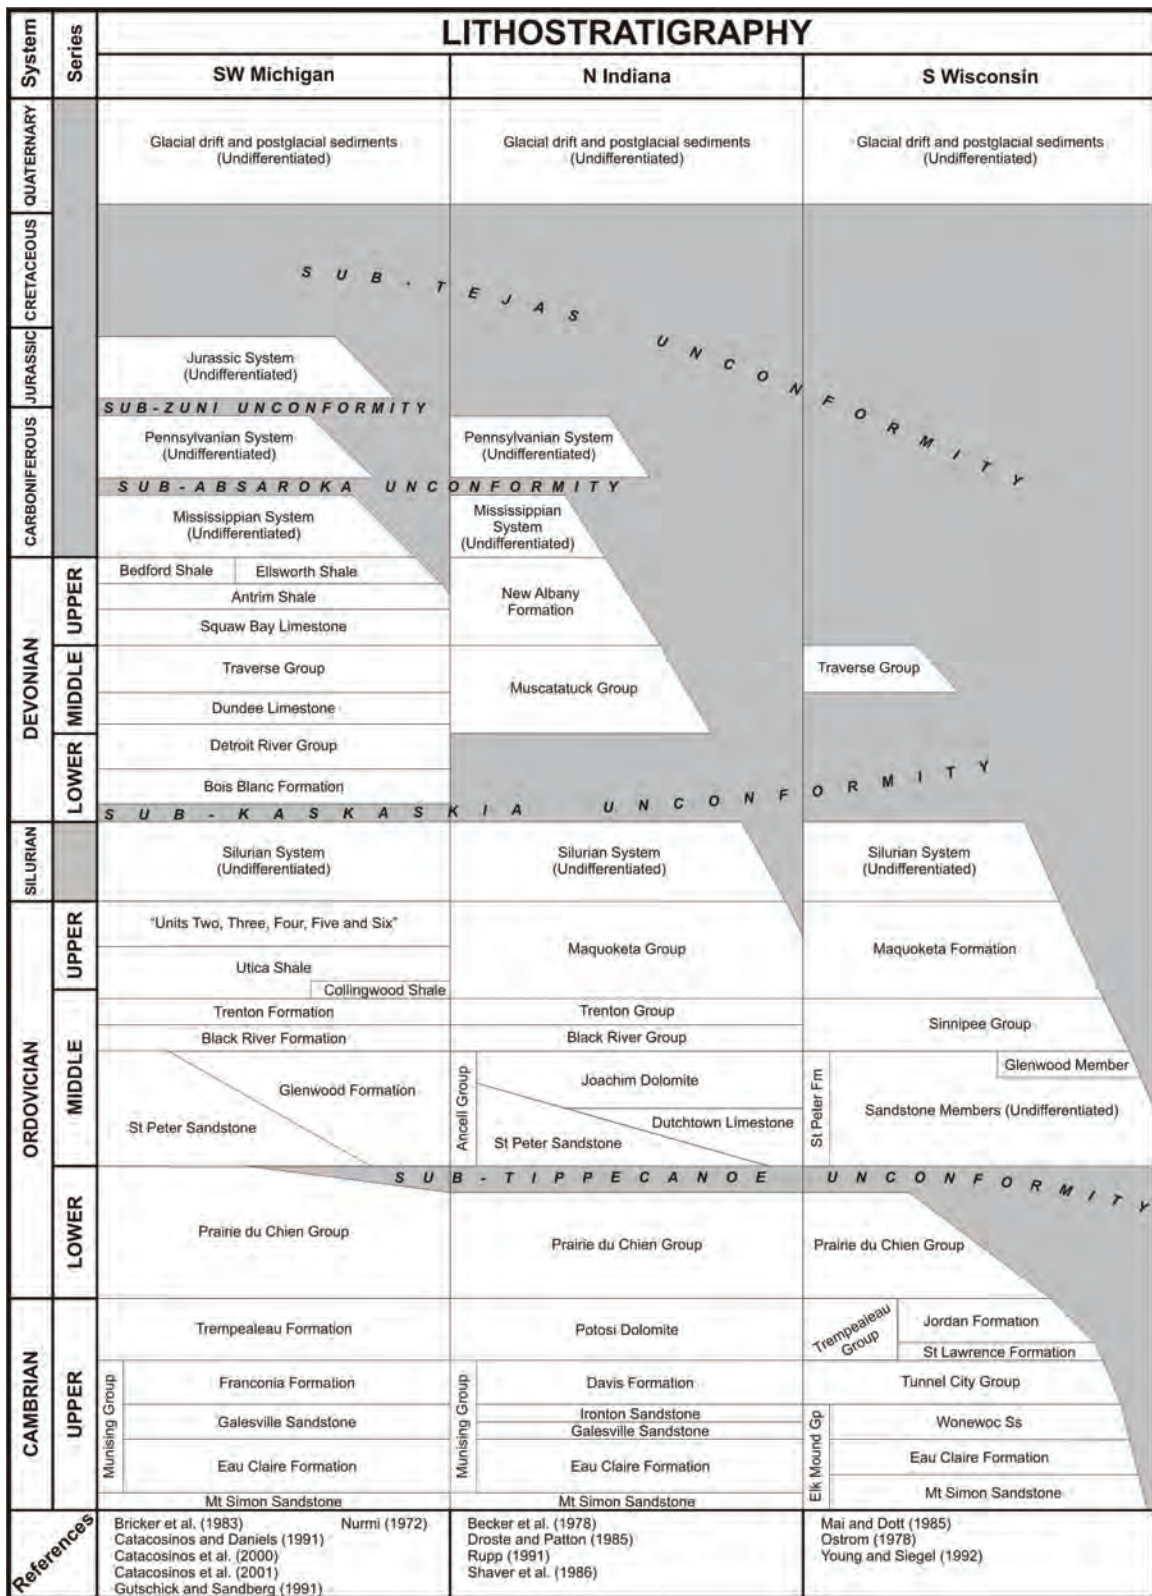 LITHOSTRATIGRAPHY
System
Series
SW Michigan
N Indiana
S Wisconsin
QUATERNARY
Glacial drift and postglacial sediments
(Undifferentiated)
Glacial drift and postglacial sediments
(Undifferentiated)
Glacial drift and postglacial sediments
(Undifferentiated)
CRETACEOUS
SUB-TEJAS UNCONFORMITY
JURASSIC
Jurassic System
(Undifferentiated)
SUB-ZUNI UNCONFORMITY
CARBONIFEROUS
Pennsylvanian System
(Undifferentiated)
Pennsylvanian System
(Undifferentiated)
SUB-ABSAROKA UNCONFORMITY
Mississippian System
(Undifferentiated)
Mississippian
System
(Undifferentiated)
DEVONIAN
UPPER
Bedford Shale
Ellsworth Shale
Antrim Shale
Squaw Bay Limestone
New Albany
Formation
MIDDLE
Traverse Group
Dundee Limestone
Muscatatuck Group
Traverse Group
LOWER
Detroit River Group
Bois Blanc Formation
SUB-KASKASKIA UNCONFORMITY
SILURIAN
Silurian System
(Undifferentiated)
Silurian System
(Undifferentiated)
Silurian System
(Undifferentiated)
ORDOVICIAN
UPPER
"Units Two, Three, Four, Five and Six"
Utica Shale
Collingwood Shale
Maquoketa Group
Maquoketa Formation
MIDDLE
Trenton Formation
Black River Formation
Glenwood Formation
St Peter Sandstone
Trenton Group
Black River Group
Ancell Group
Joachim Dolomite
Dutchtown Limestone
St Peter Sandstone
Sinnipee Group
St Peter Fm
Glenwood Member
Sandstone Members (Undifferentiated)
SUB-TIPPECANOE UNCONFORMITY
LOWER
Prairie du Chien Group
Prairie du Chien Group
Prairie du Chien Group
CAMBRIAN
UPPER
Trempealeau Formation
Munising Group
Franconia Formation
Galesville Sandstone
Eau Claire Formation
Mt Simon Sandstone
Potosi Dolomite
Munising Group
Davis Formation
Ironton Sandstone
Galesville Sandstone
Eau Claire Formation
Mt Simon Sandstone
Trempealeau
Group
Jordan Formation
St Lawrence Formation
Tunnel City Group
Elk Mound Gp
Wonewoc Ss
Eau Claire Formation
Mt Simon Sandstone
References
Bricker et al. (1983)
Nurmi (1972)
Catacosinos and Daniels (1991)
Catacosinos et al. (2000)
Catacosinos et al. (2001)
Gutschick and Sandberg (1991)
Becker et al. (1978)
Droste and Patton (1985)
Rupp (1991)
Shaver et al. (1986)
Mai and Dott (1985)
Ostrom (1978)
Young and Siegel (1992)